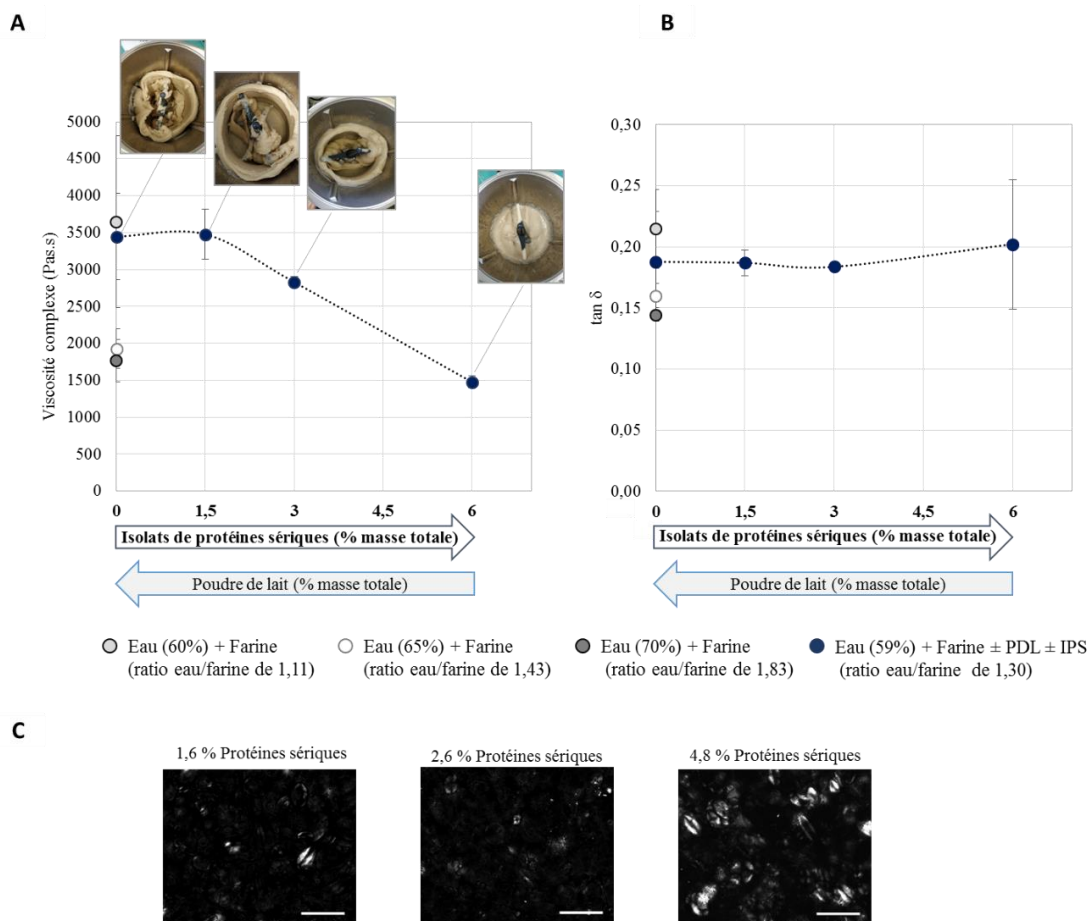 A
B
5000
4500
4000
3500
3000
2500
2000
1500
1000
500
0
Viscosité complexe (Pas.s)
0
1,5
3
4,5
6
Isolats de protéines sériques (% masse totale)
Poudre de lait (% masse totale)
0,30
0,25
0,20
0,15
0,10
0,05
0,00
tan δ
0
1,5
3
4,5
6
Isolats de protéines sériques (% masse totale)
Poudre de lait (% masse totale)
Eau (60%) + Farine
(ratio eau/farine de 1,11)
Eau (65%) + Farine
(ratio eau/farine de 1,43)
Eau (70%) + Farine
(ratio eau/farine de 1,83)
Eau (59%) + Farine ± PDL ± IPS
(ratio eau/farine de 1,30)
C
1,6 % Protéines sériques
2,6 % Protéines sériques
4,8 % Protéines sériques